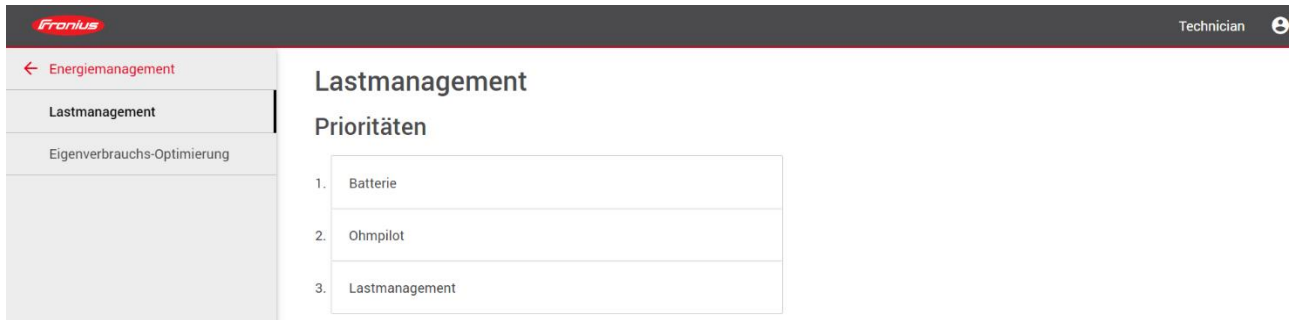 Fronius
Technician
Energiemanagement
Lastmanagement
Eigenverbrauchs-Optimierung
Lastmanagement
Prioritäten
1. Batterie
2. Ohmpilot
3. Lastmanagement